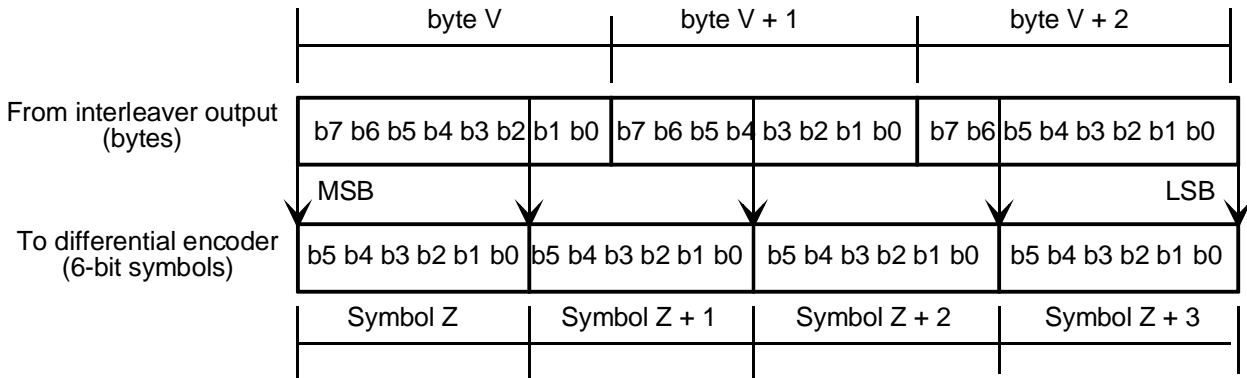 byte V byte V + 1 byte V + 2
From interleaver output
(bytes)
b7 b6 b5 b4 b3 b2 b1 b0 b7 b6 b5 b4 b3 b2 b1 b0 b7 b6 b5 b4 b3 b2 b1 b0
MSB LSB
To differential encoder
(6-bit symbols)
b5 b4 b3 b2 b1 b0 b5 b4 b3 b2 b1 b0 b5 b4 b3 b2 b1 b0 b5 b4 b3 b2 b1 b0
Symbol Z Symbol Z + 1 Symbol Z + 2 Symbol Z + 3